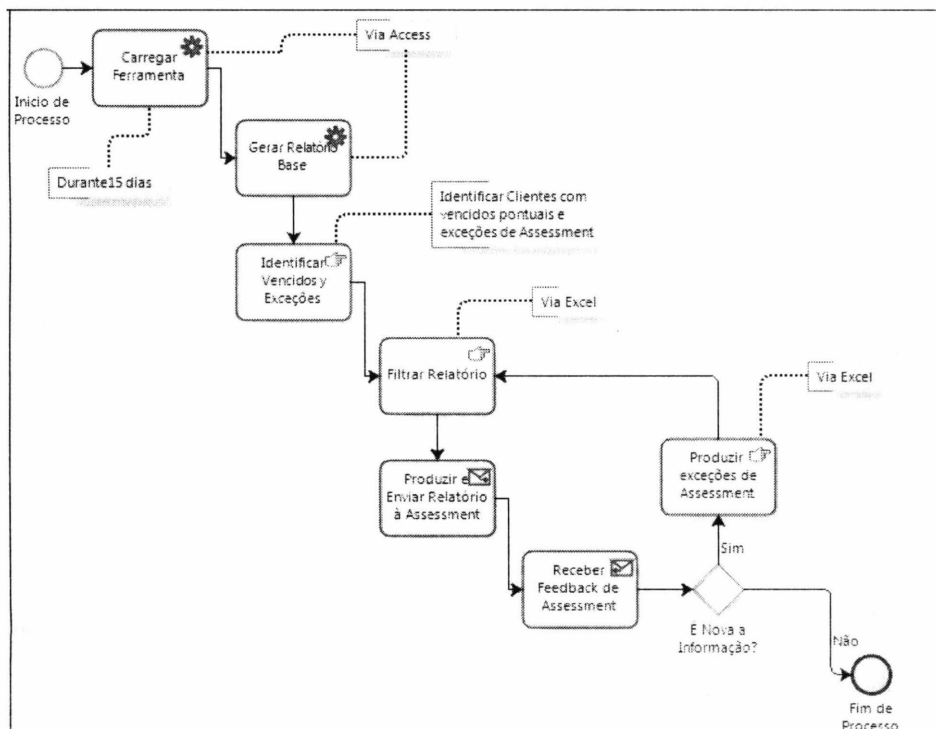 Via Access
Carregar
Ferramenta
Inicio de
Processo
Gerar Relatório
Base
Durante15 dias
Identificar Clientes com
vencidos pontuais e
exceções de Assessment
Identificar
Vencidos y
Exceções
Via Excel
Filtrar Relatório
Via Excel
Produzir
exceções de
Assessment
Produzir e
Enviar Relatório
à Assessment
Sim
Receber
Feedback de
Assessment
É Nova a
Informação?
Não
Fim de
Processo